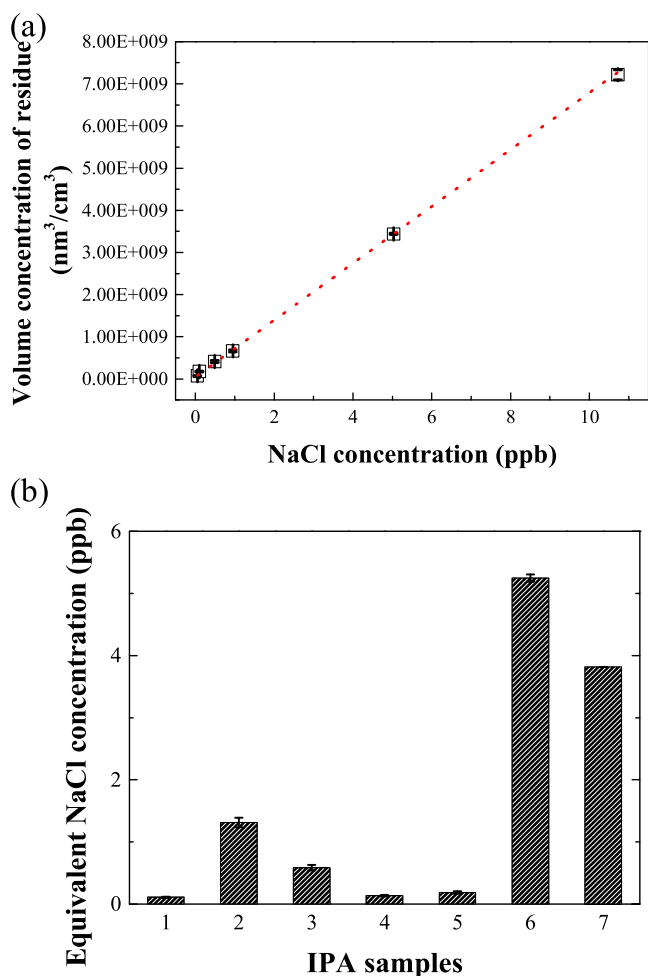 (a)
Volume concentration of residue
(nm³/cm³)
8.00E+009
7.00E+009
6.00E+009
5.00E+009
4.00E+009
3.00E+009
2.00E+009
1.00E+009
0.00E+000
0 2 4 6 8 10
NaCl concentration (ppb)
(b)
Equivalent NaCl concentration (ppb)
6
4
2
0
1 2 3 4 5 6 7
IPA samples